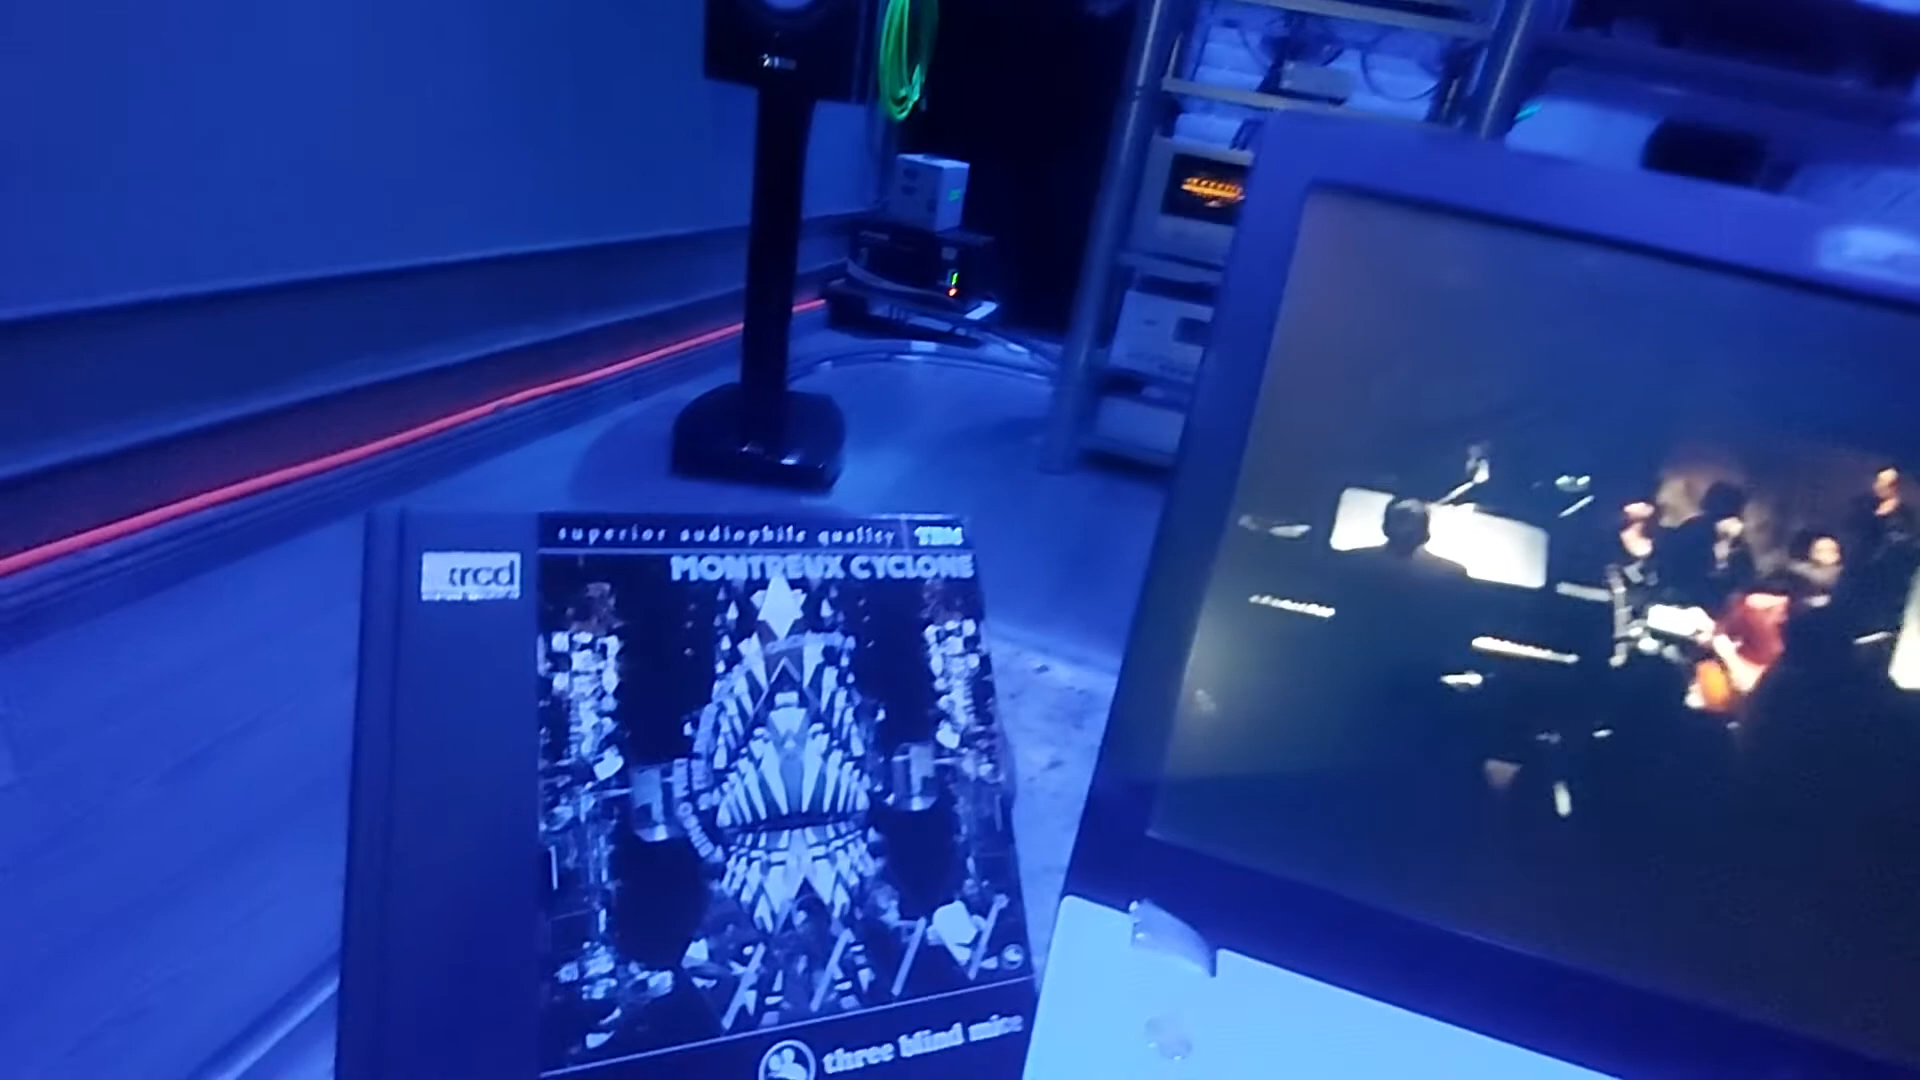 superior audiophile quality TBM
xrcd
MONTREUX CYCLONE
three blind mice